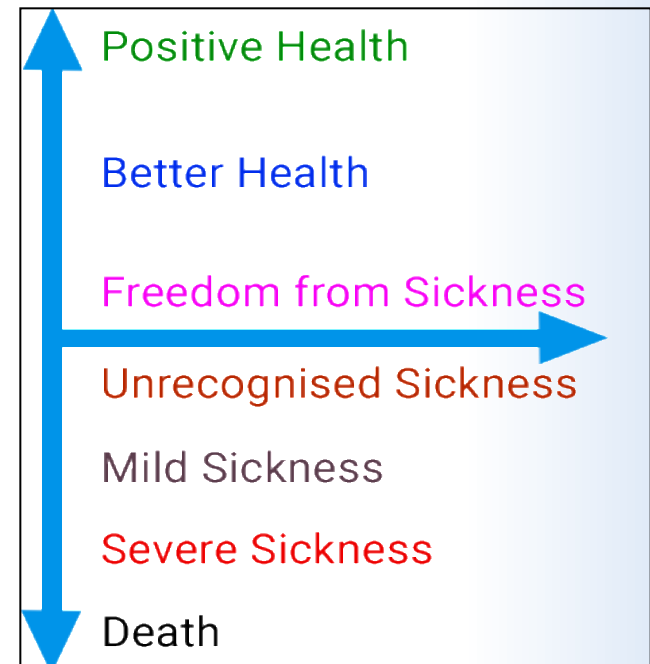 Positive Health
Better Health
Freedom from Sickness
Unrecognised Sickness
Mild Sickness
Severe Sickness
Death